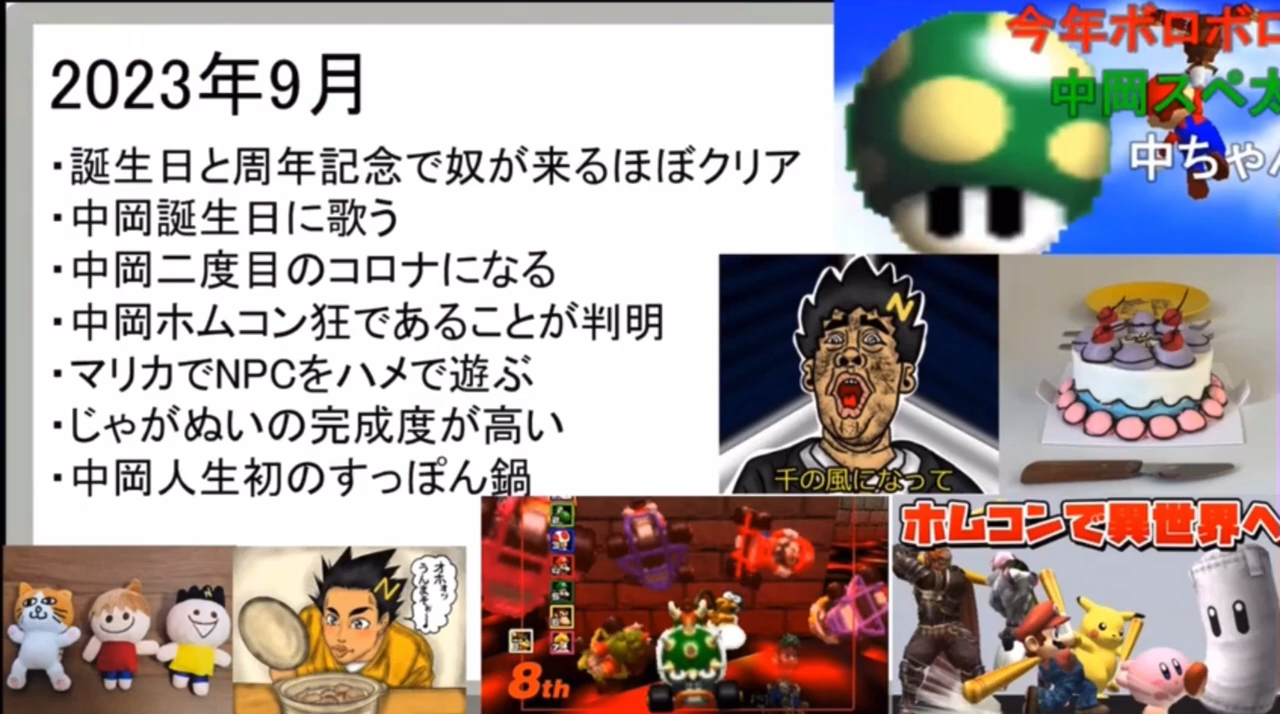 2023年9月
・誕生日と周年記念で奴が来るほぼクリア
・中岡誕生日に歌う
・中岡二度目のコロナになる
・中岡ホムコン狂であることが判明
・マリカでNPCをハメで遊ぶ
・じゃがぬいの完成度が高い
・中岡人生初のすっぽん鍋
今年ボロボロ
中岡スペ太
中ちゃん
N
千の風になって
N
オホォッ
うんまそぉ〜
8th
ホムコンで異世界へ